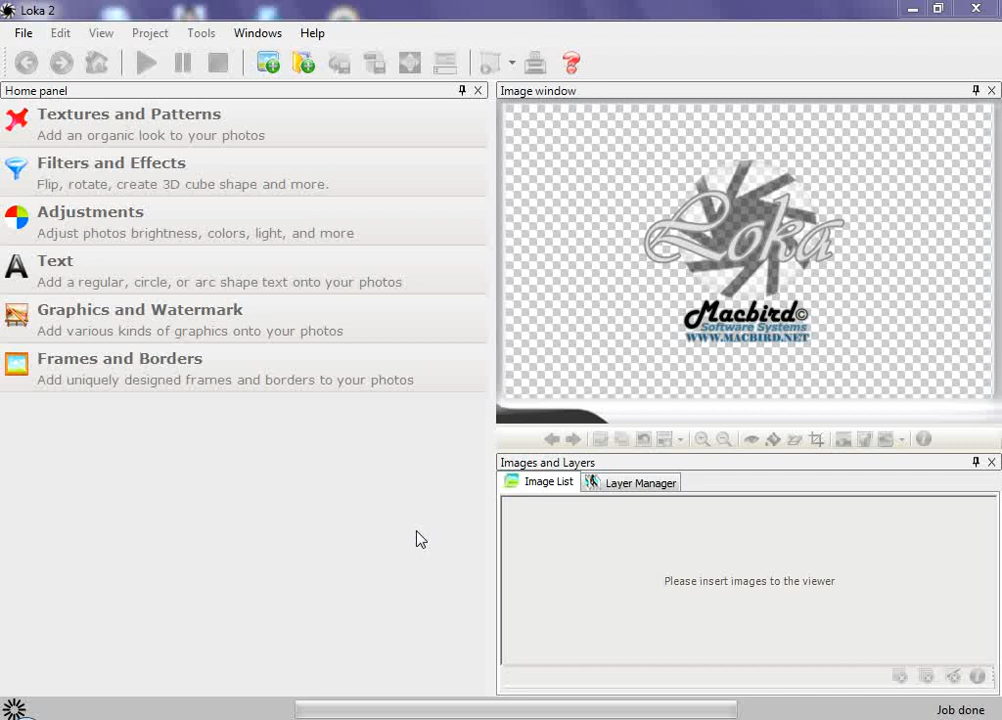 Loka 2
File Edit View Project Tools Windows Help
Home panel
Textures and Patterns
Add an organic look to your photos
Filters and Effects
Flip, rotate, create 3D cube shape and more.
Adjustments
Adjust photos brightness, colors, light, and more
Text
Add a regular, circle, or arc shape text onto your photos
Graphics and Watermark
Add various kinds of graphics onto your photos
Frames and Borders
Add uniquely designed frames and borders to your photos
Image window
Loka
Macbird©
Software Systems
WWW.MACBIRD.NET
Images and Layers
Image List Layer Manager
Please insert images to the viewer
Job done